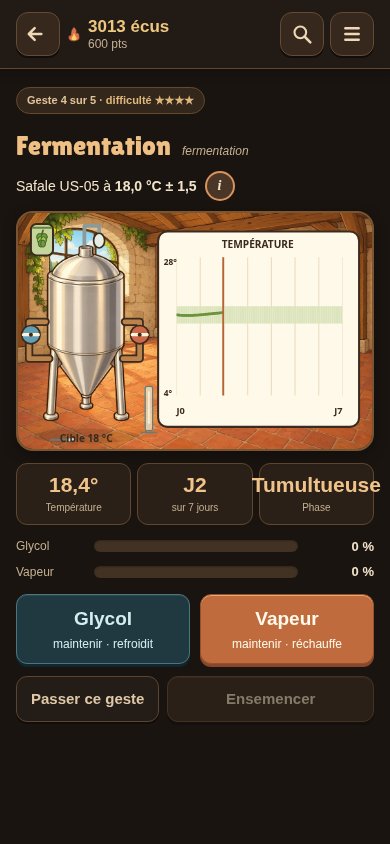 3013 écus
600 pts
Geste 4 sur 5 · difficulté ★★★★
Fermentation fermentation
Safale US-05 à 18,0 °C ± 1,5 i
TEMPÉRATURE
28°
4°
J0 J7
Cible 18 °C
18,4° J2 Tumultueuse
Température sur 7 jours Phase
Glycol 0 %
Vapeur 0 %
Glycol Vapeur
maintenir · refroidit maintenir · réchauffe
Passer ce geste Ensemencer